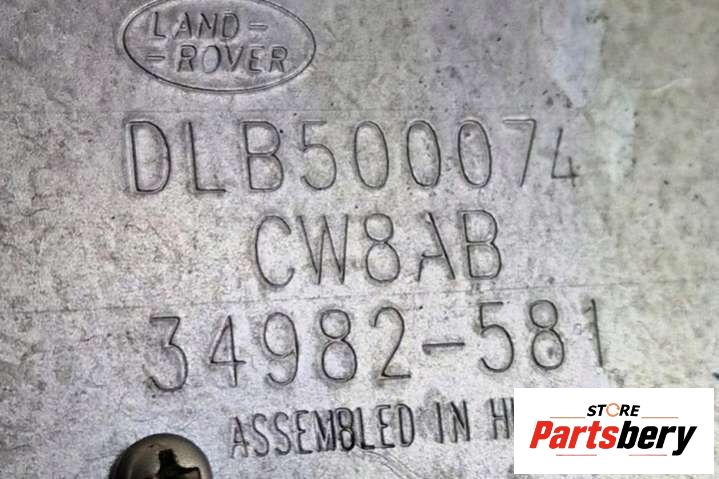 LAND-
-ROVER
DLB500074
CW8AB
34982-581
ASSEMBLED IN
STORE
Partsbery